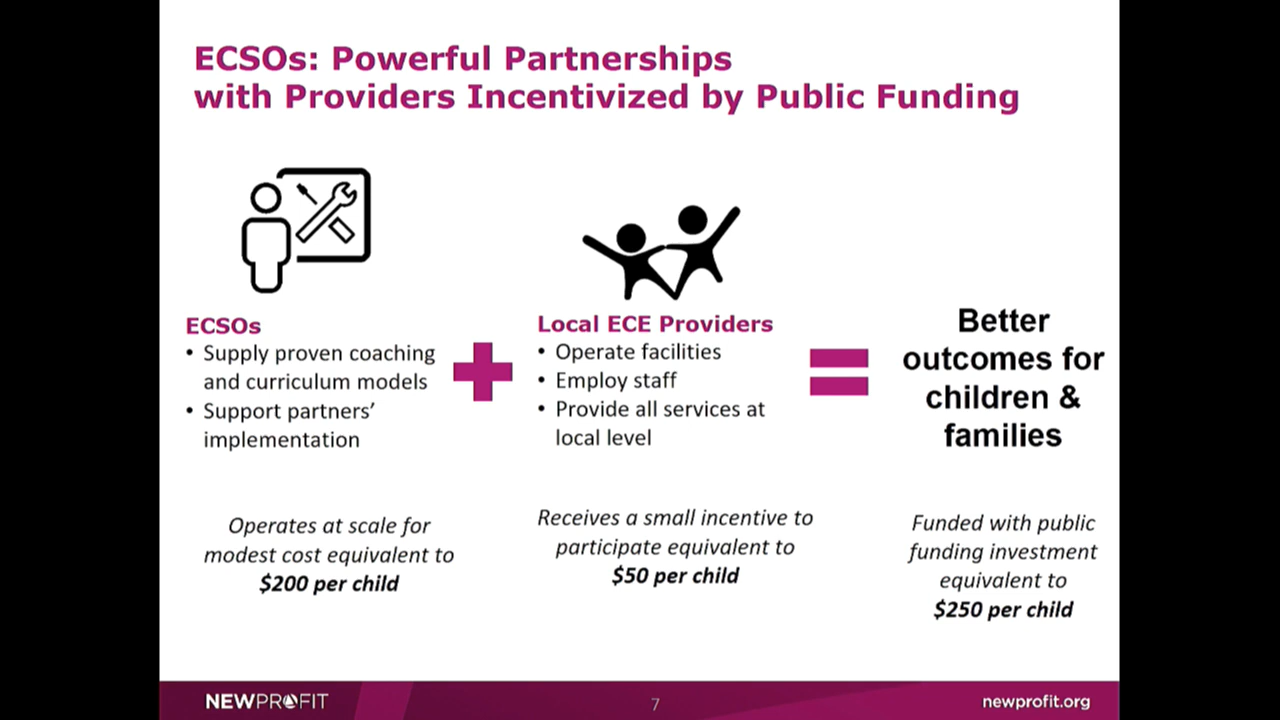 ECSOs: Powerful Partnerships
with Providers Incentivized by Public Funding
ECSOs
• Supply proven coaching
and curriculum models
• Support partners’
implementation
Operates at scale for
modest cost equivalent to
$200 per child
Local ECE Providers
• Operate facilities
• Employ staff
• Provide all services at
local level
Receives a small incentive to
participate equivalent to
$50 per child
Better
outcomes for
children &
families
Funded with public
funding investment
equivalent to
$250 per child
NEWPROFIT
7
newprofit.org